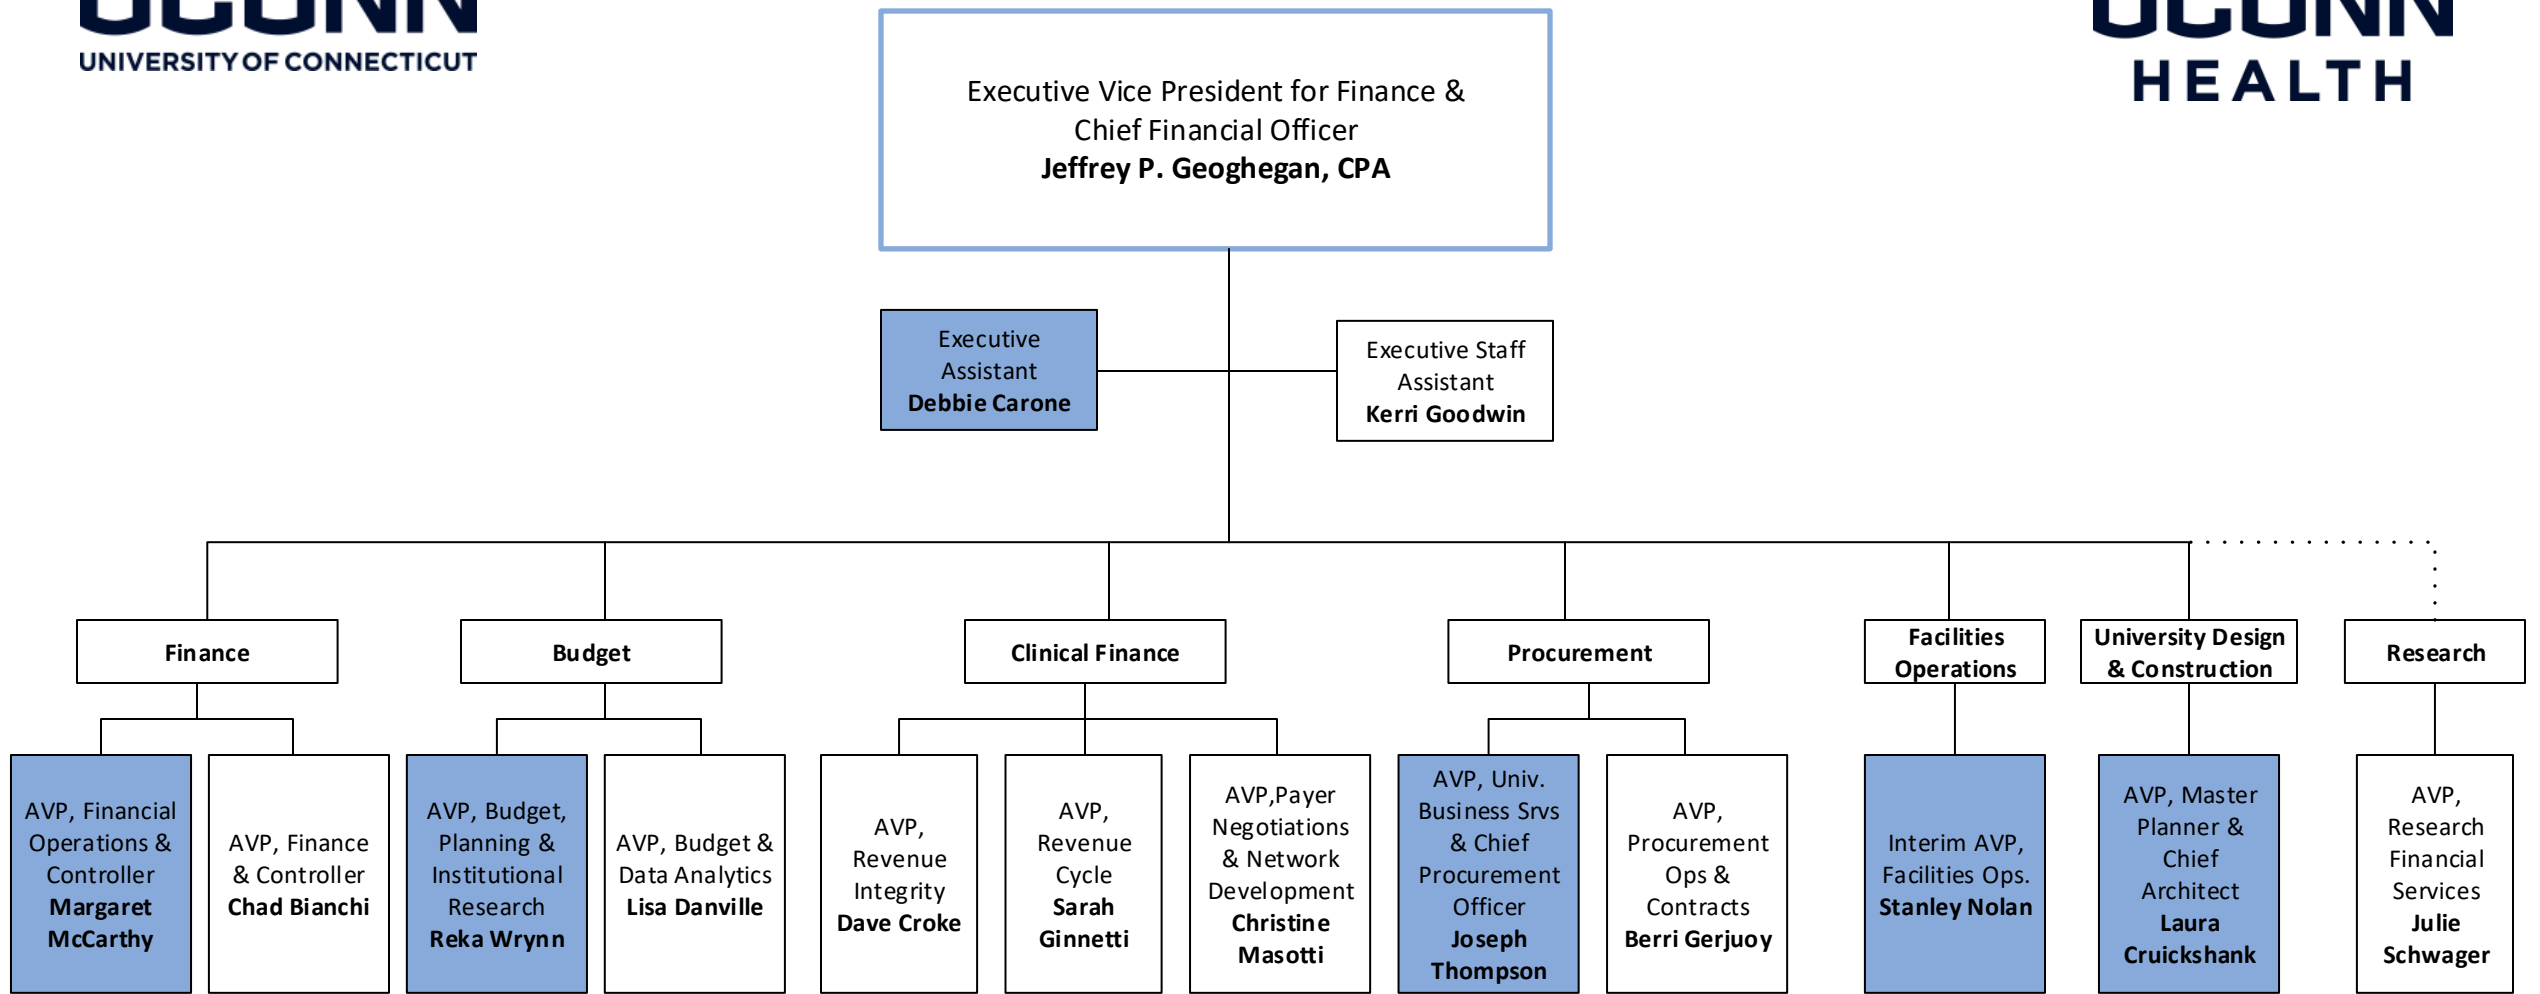 UCONN
UNIVERSITY OF CONNECTICUT
UCONN
HEALTH
Executive Vice President for Finance &
Chief Financial Officer
Jeffrey P. Geoghegan, CPA
Executive
Assistant
Debbie Carone
Executive Staff
Assistant
Kerri Goodwin
Finance
Budget
Clinical Finance
Procurement
Facilities
Operations
University Design
& Construction
Research
AVP, Financial
Operations &
Controller
Margaret
McCarthy
AVP, Finance
& Controller
Chad Bianchi
AVP, Budget,
Planning &
Institutional
Research
Reka Wrynn
AVP, Budget &
Data Analytics
Lisa Danville
AVP,
Revenue
Integrity
Dave Croke
AVP,
Revenue
Cycle
Sarah
Ginnetti
AVP,Payer
Negotiations
& Network
Development
Christine
Masotti
AVP, Univ.
Business Srvs
& Chief
Procurement
Officer
Joseph
Thompson
AVP,
Procurement
Ops &
Contracts
Berri Gerjuoy
Interim AVP,
Facilities Ops.
Stanley Nolan
AVP, Master
Planner &
Chief
Architect
Laura
Cruickshank
AVP,
Research
Financial
Services
Julie
Schwager